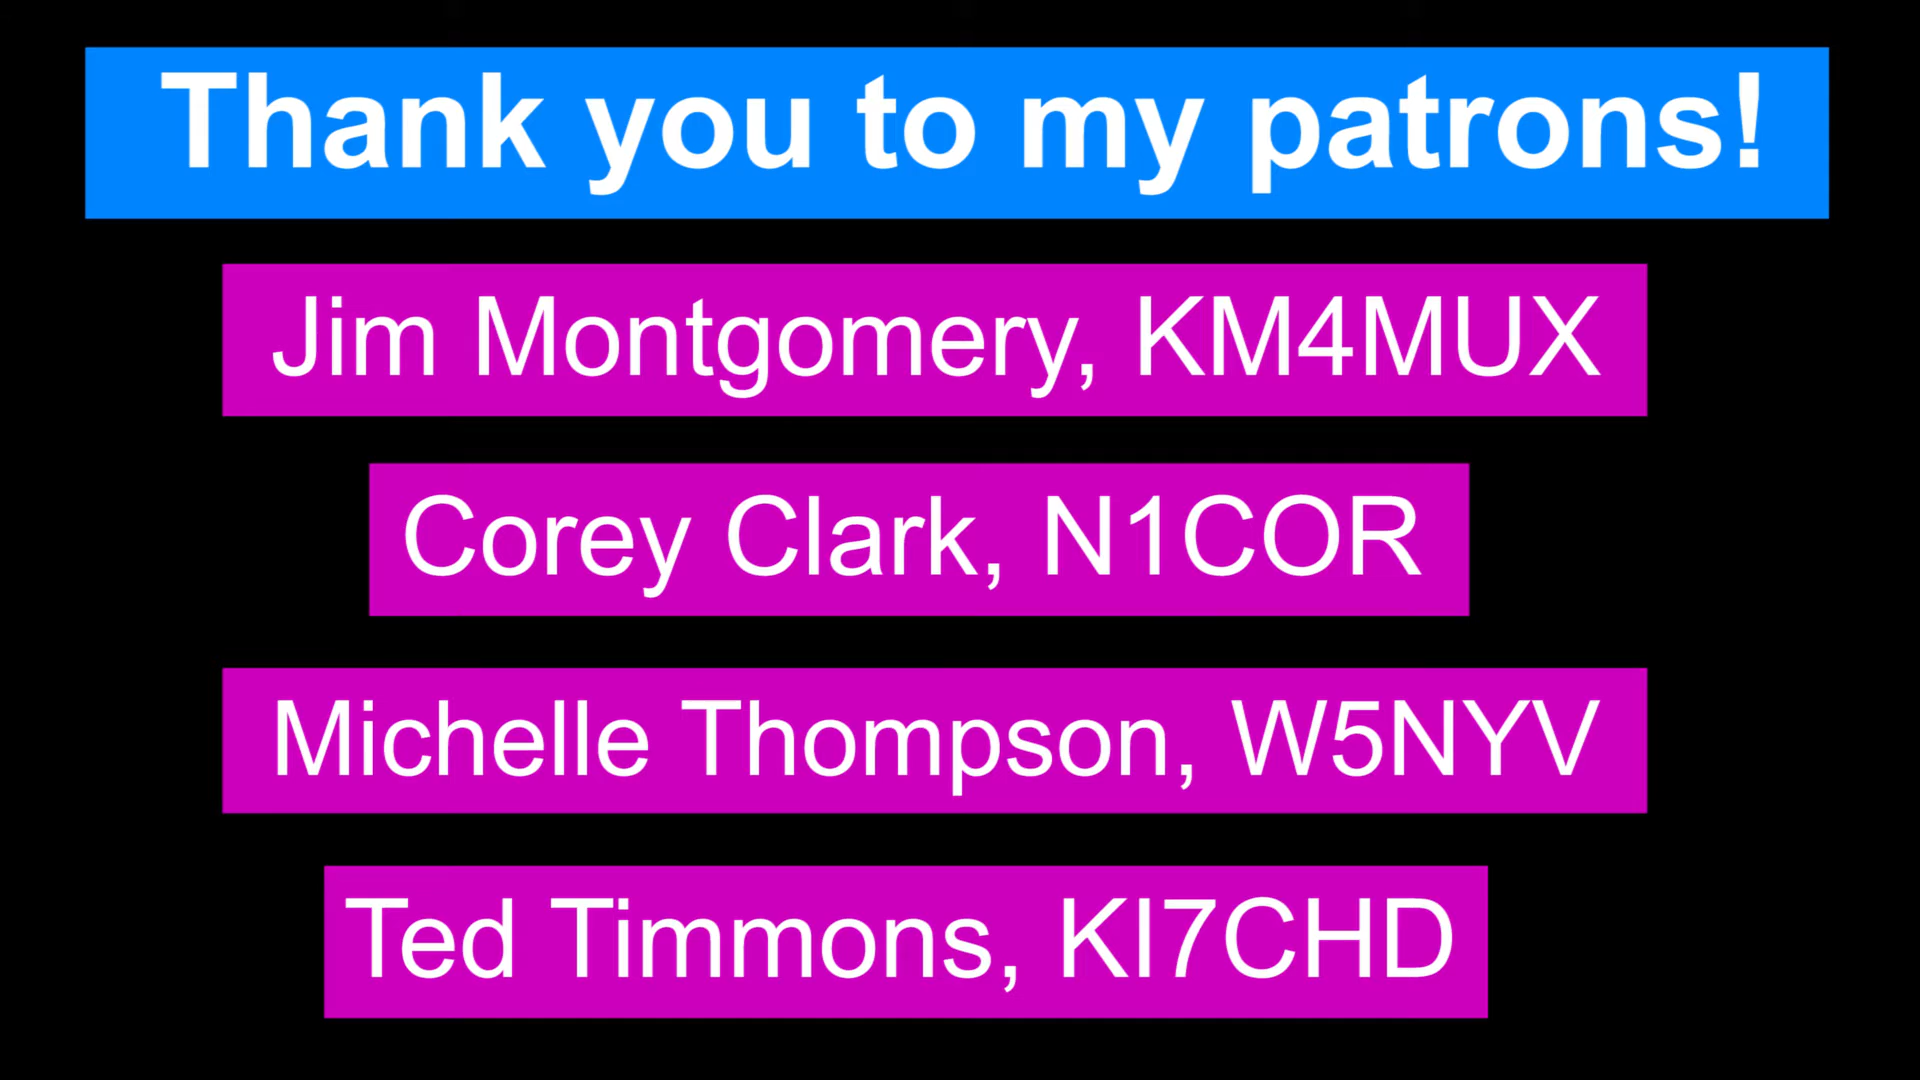 Thank you to my patrons!
Jim Montgomery, KM4MUX
Corey Clark, N1COR
Michelle Thompson, W5NYV
Ted Timmons, KI7CHD